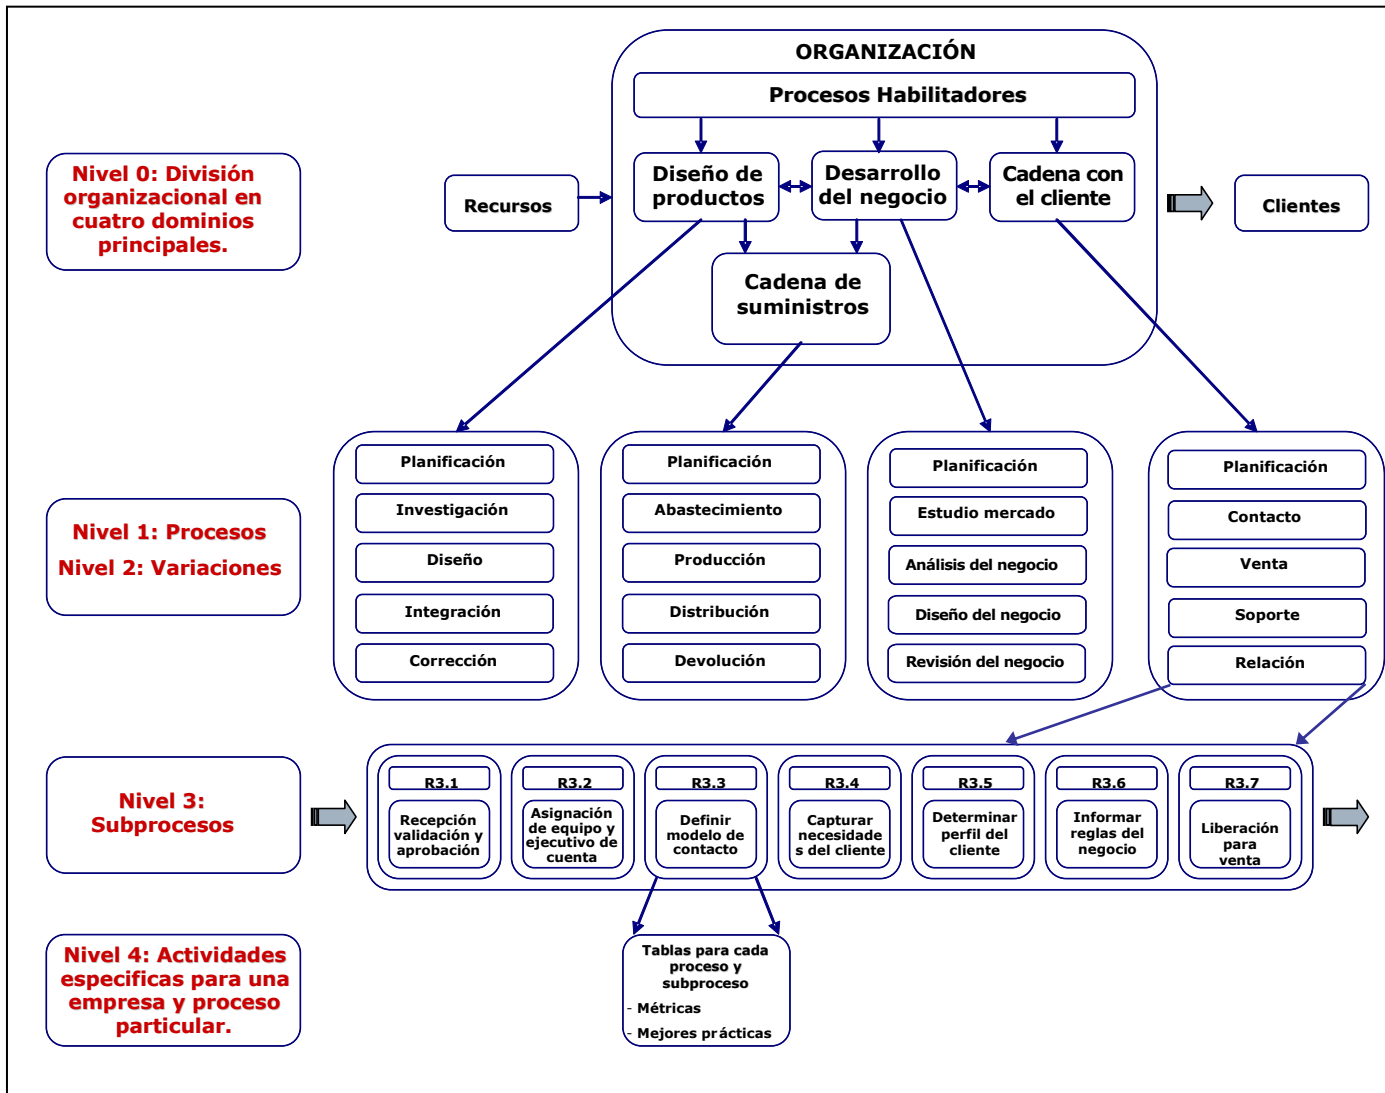 ORGANIZACIÓN
Procesos Habilitadores
Nivel 0: División
organizacional en
cuatro dominios
principales.
Recursos
Diseño de
productos
Desarrollo
del negocio
Cadena con
el cliente
Clientes
Cadena de
suministros
Nivel 1: Procesos
Nivel 2: Variaciones
Planificación
Investigación
Diseño
Integración
Corrección
Planificación
Abastecimiento
Producción
Distribución
Devolución
Planificación
Estudio mercado
Análisis del negocio
Diseño del negocio
Revisión del negocio
Planificación
Contacto
Venta
Soporte
Relación
Nivel 3:
Subprocesos
R3.1
Recepción
validación y
aprobación
R3.2
Asignación
de equipo y
ejecutivo de
cuenta
R3.3
Definir
modelo de
contacto
R3.4
Capturar
necesidade
s del cliente
R3.5
Determinar
perfil del
cliente
R3.6
Informar
reglas del
negocio
R3.7
Liberación
para
venta
Nivel 4: Actividades
especificas para una
empresa y proceso
particular.
Tablas para cada
proceso y
subproceso
- Métricas
- Mejores prácticas